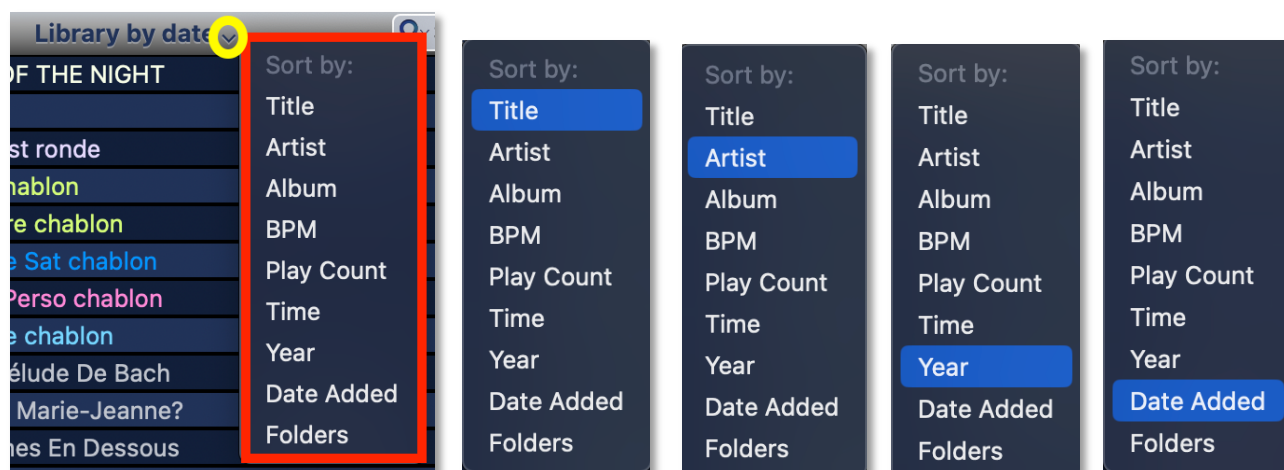 Library by date
OF THE NIGHT
st ronde
hablon
re chablon
e Sat chablon
Perso chablon
e chablon
élude De Bach
Marie-Jeanne?
nes En Dessous
Sort by:
Title
Artist
Album
BPM
Play Count
Time
Year
Date Added
Folders
Sort by:
Title
Artist
Album
BPM
Play Count
Time
Year
Date Added
Folders
Sort by:
Title
Artist
Album
BPM
Play Count
Time
Year
Date Added
Folders
Sort by:
Title
Artist
Album
BPM
Play Count
Time
Year
Date Added
Folders
Sort by:
Title
Artist
Album
BPM
Play Count
Time
Year
Date Added
Folders